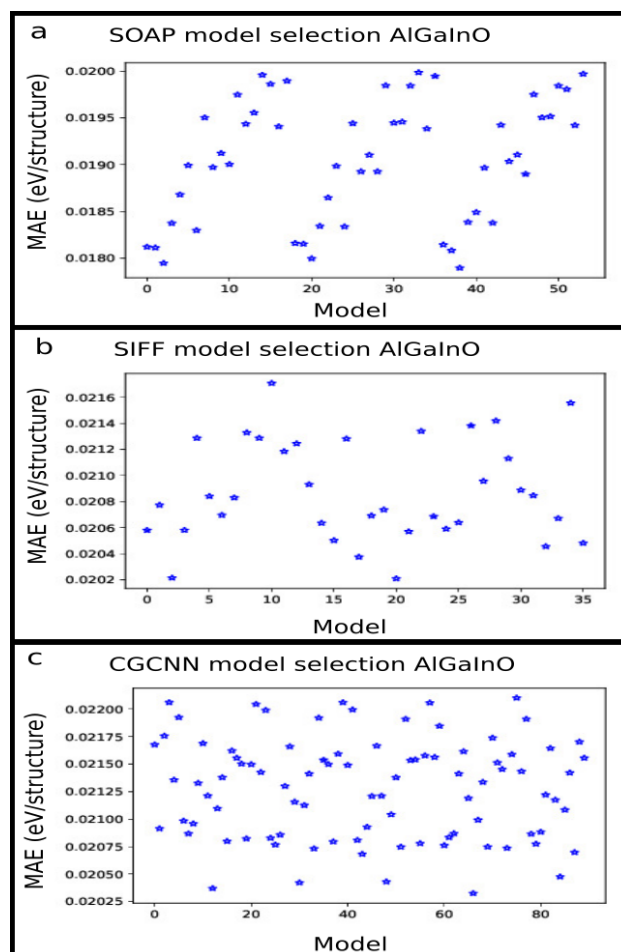 a
SOAP model selection AlGaInO
MAE (eV/structure)
0.0200
0.0195
0.0190
0.0185
0.0180
0 10 20 30 40 50
Model
b
SIFF model selection AlGaInO
MAE (eV/structure)
0.0216
0.0214
0.0212
0.0210
0.0208
0.0206
0.0204
0.0202
0 5 10 15 20 25 30 35
Model
c
CGCNN model selection AlGaInO
MAE (eV/structure)
0.02200
0.02175
0.02150
0.02125
0.02100
0.02075
0.02050
0.02025
0 20 40 60 80
Model